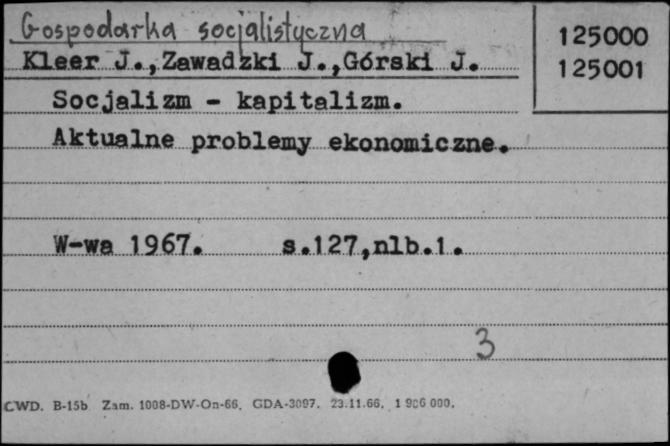 Gospodarka socjalistyczna
125000
Kleer J.,Zawadzki J.,Górski J.
125001
Socjalizm - kapitalizm.
Aktualne problemy ekonomiczne.
W-wa 1967. s.127,nlb.1.
3
CWD. B-15b Zam. 1008-DW-On-66. GDA-3097. 23.11.66. 1 906 000.